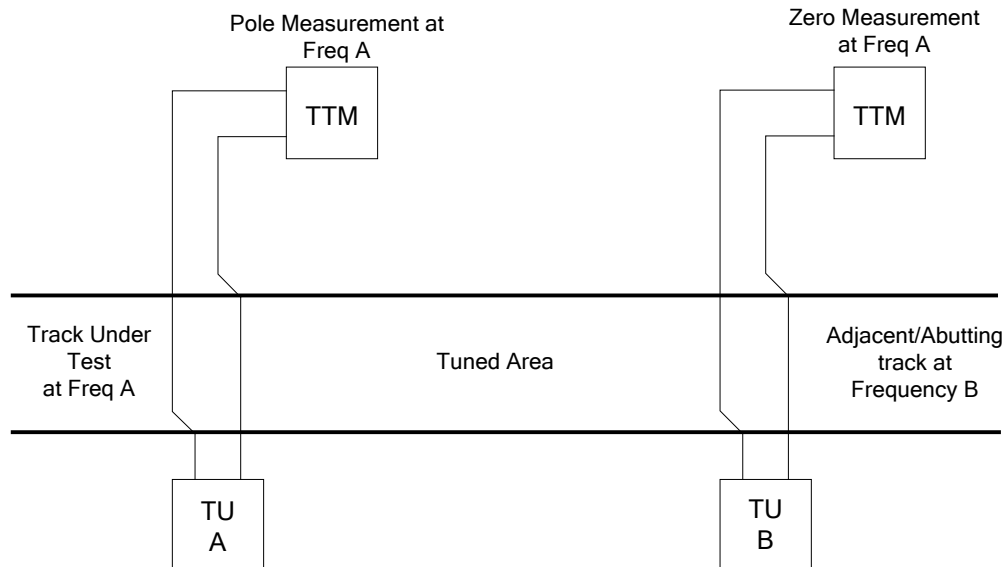 Pole Measurement at
Freq A
Zero Measurement
at Freq A
TTM
TTM
Track Under
Test
at Freq A
Tuned Area
Adjacent/Abutting
track at
Frequency B
TU
A
TU
B